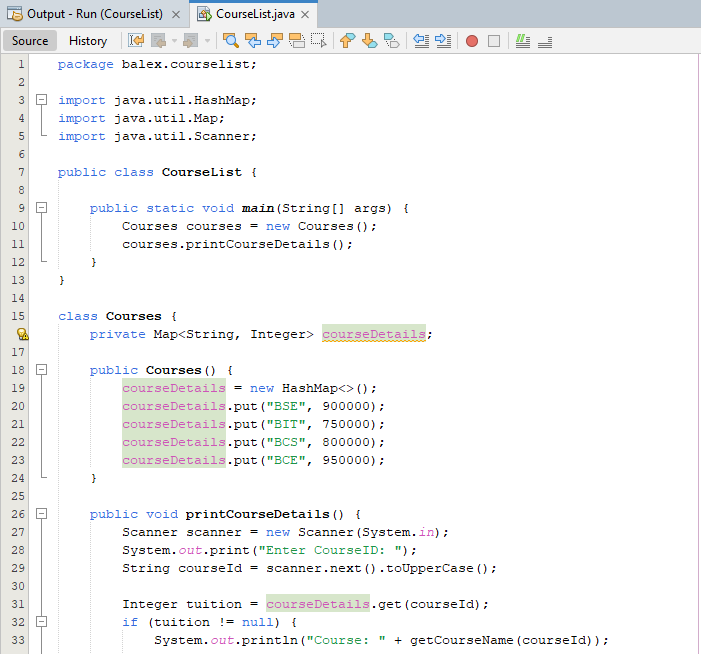 Output - Run (CourseList) × CourseList.java ×
Source History
1 package balex.courselist;
2
3 import java.util.HashMap;
4 import java.util.Map;
5 import java.util.Scanner;
6
7 public class CourseList {
8
9 public static void main(String[] args) {
10 Courses courses = new Courses();
11 courses.printCourseDetails();
12 }
13 }
14
15 class Courses {
private Map<String, Integer> courseDetails;
17
18 public Courses() {
19 courseDetails = new HashMap<>();
20 courseDetails.put("BSE", 900000);
21 courseDetails.put("BIT", 750000);
22 courseDetails.put("BCS", 800000);
23 courseDetails.put("BCE", 950000);
24 }
25
26 public void printCourseDetails() {
27 Scanner scanner = new Scanner(System.in);
28 System.out.print("Enter CourseID: ");
29 String courseId = scanner.next().toUpperCase();
30
31 Integer tuition = courseDetails.get(courseId);
32 if (tuition != null) {
33 System.out.println("Course: " + getCourseName(courseId));